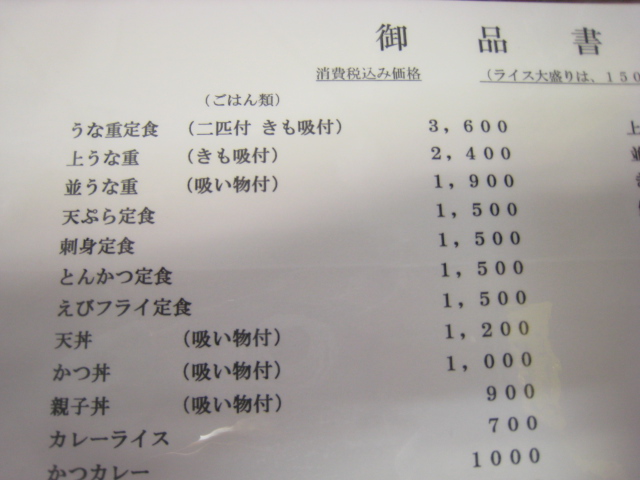 御品書
消費税込み価格 (ライス大盛りは、150
(ごはん類)
うな重定食 (二匹付 きも吸付) 3,600
上うな重 (きも吸付) 2,400
並うな重 (吸い物付) 1,900
天ぷら定食 1,500
刺身定食 1,500
とんかつ定食 1,500
えびフライ定食 1,500
天丼 (吸い物付) 1,200
かつ丼 (吸い物付) 1,000
親子丼 (吸い物付) 900
カレーライス 700
かつカレー 1000